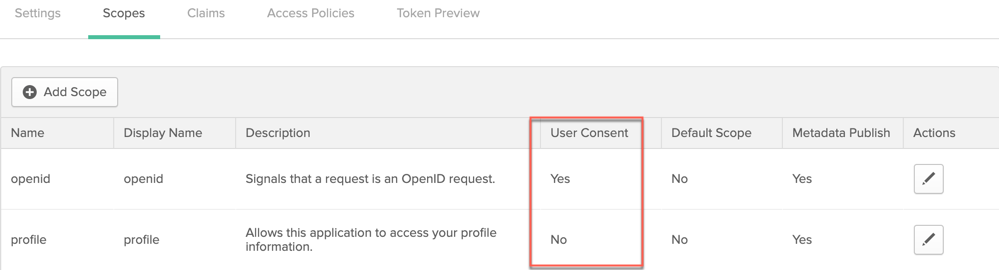 Settings Scopes Claims Access Policies Token Preview
Add Scope
Name Display Name Description User Consent Default Scope Metadata Publish Actions
openid openid Signals that a request is an OpenID request. Yes No Yes
profile profile Allows this application to access your profile information. No No Yes